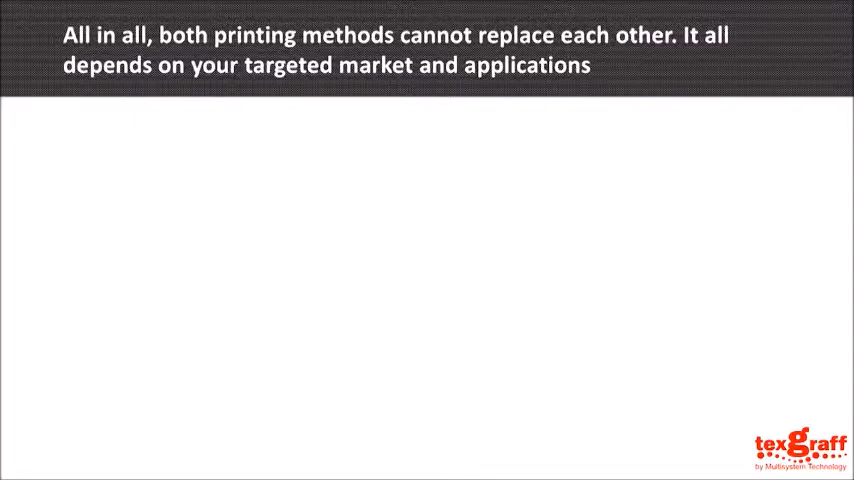 All in all, both printing methods cannot replace each other. It all
depends on your targeted market and applications
texgraff
by Multisystem Technology